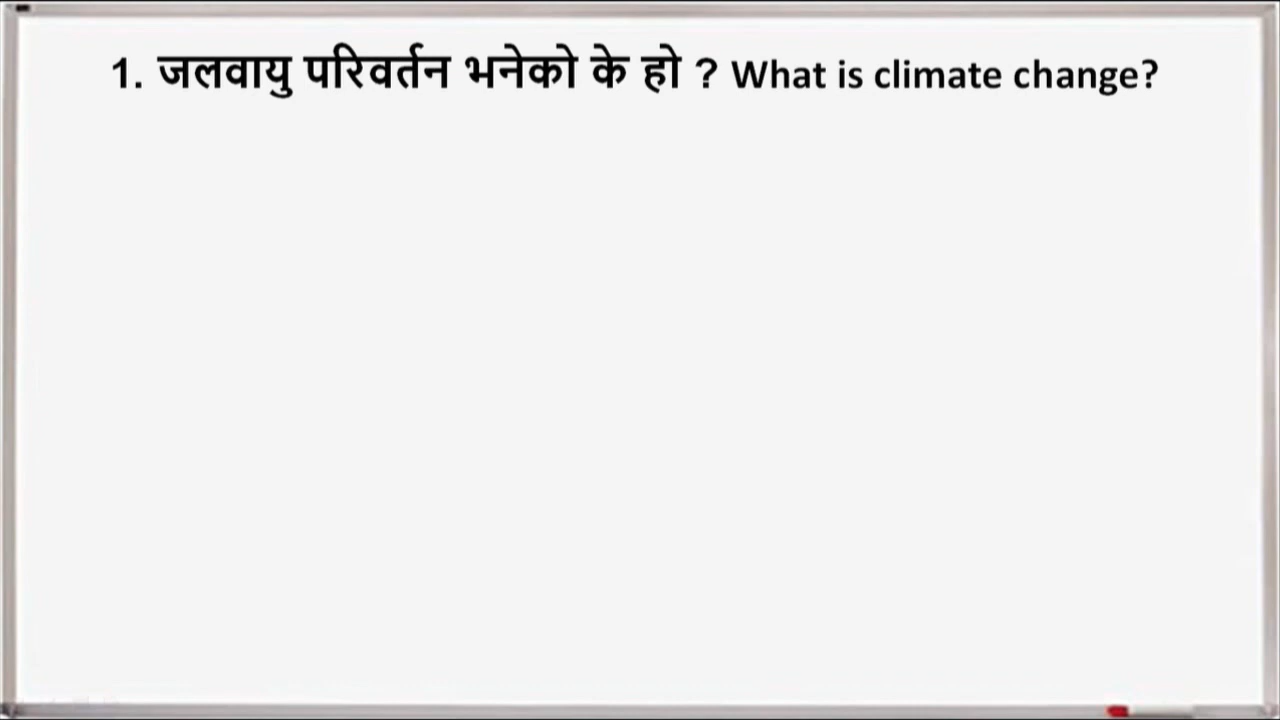 1. जलवायु परिवर्तन भनेको के हो ? What is climate change?